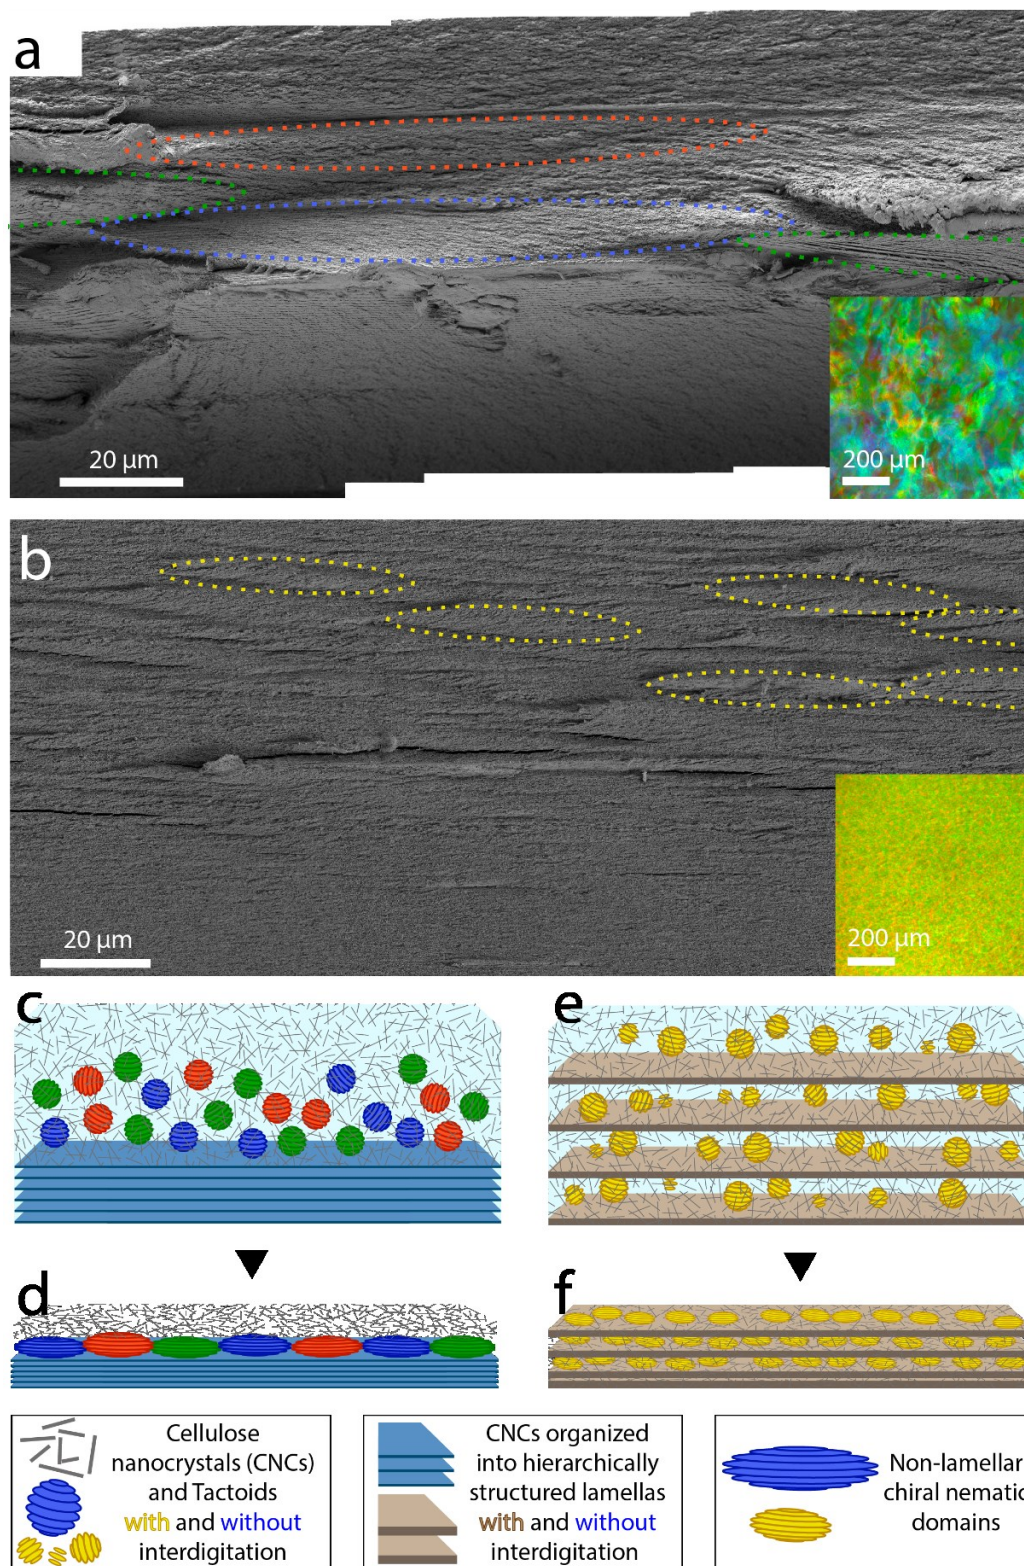 a
20 μm
200 μm
b
20 μm
200 μm
c
e
d
f
Cellulose
nanocrystals (CNCs)
and Tactoids
with and without
interdigitation
CNCs organized
into hierarchically
structured lamellas
with and without
interdigitation
Non-lamellar
chiral nematic
domains